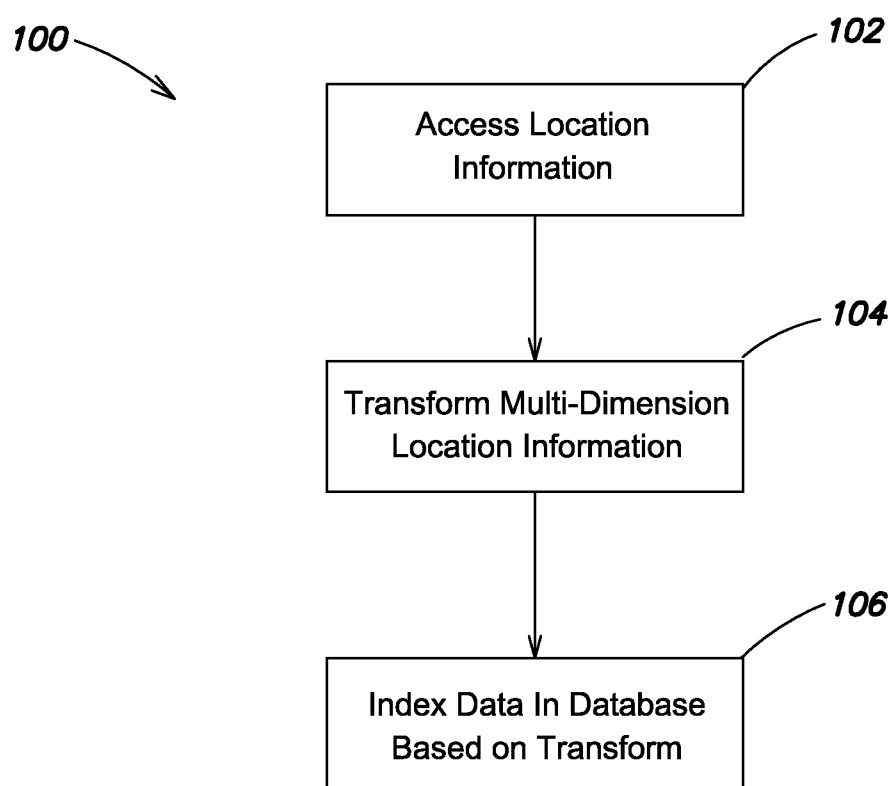 100
102
Access Location
Information
104
Transform Multi-Dimension
Location Information
106
Index Data In Database
Based on Transform